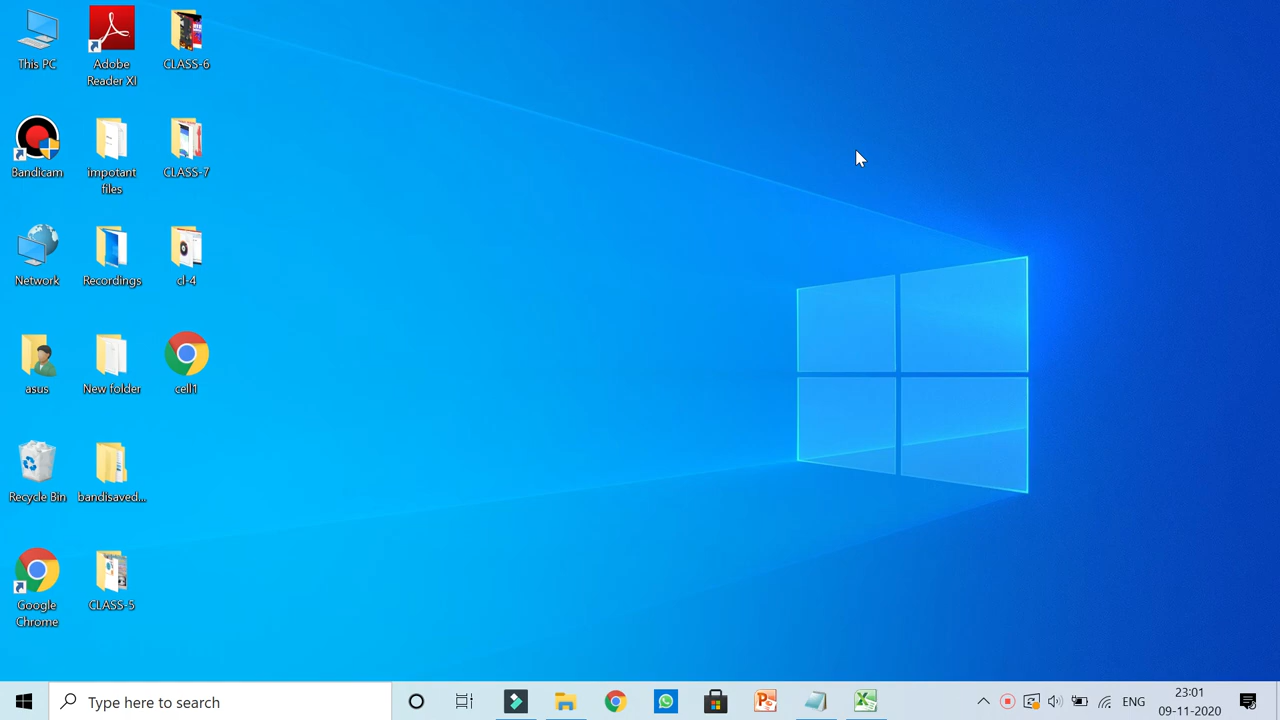 This PC
Adobe
Reader XI
CLASS-6
Bandicam
impotant
files
CLASS-7
Network
Recordings
cl-4
asus
New folder
cell1
Recycle Bin
bandisaved...
Google
Chrome
CLASS-5
Type here to search
ENG
23:01
09-11-2020